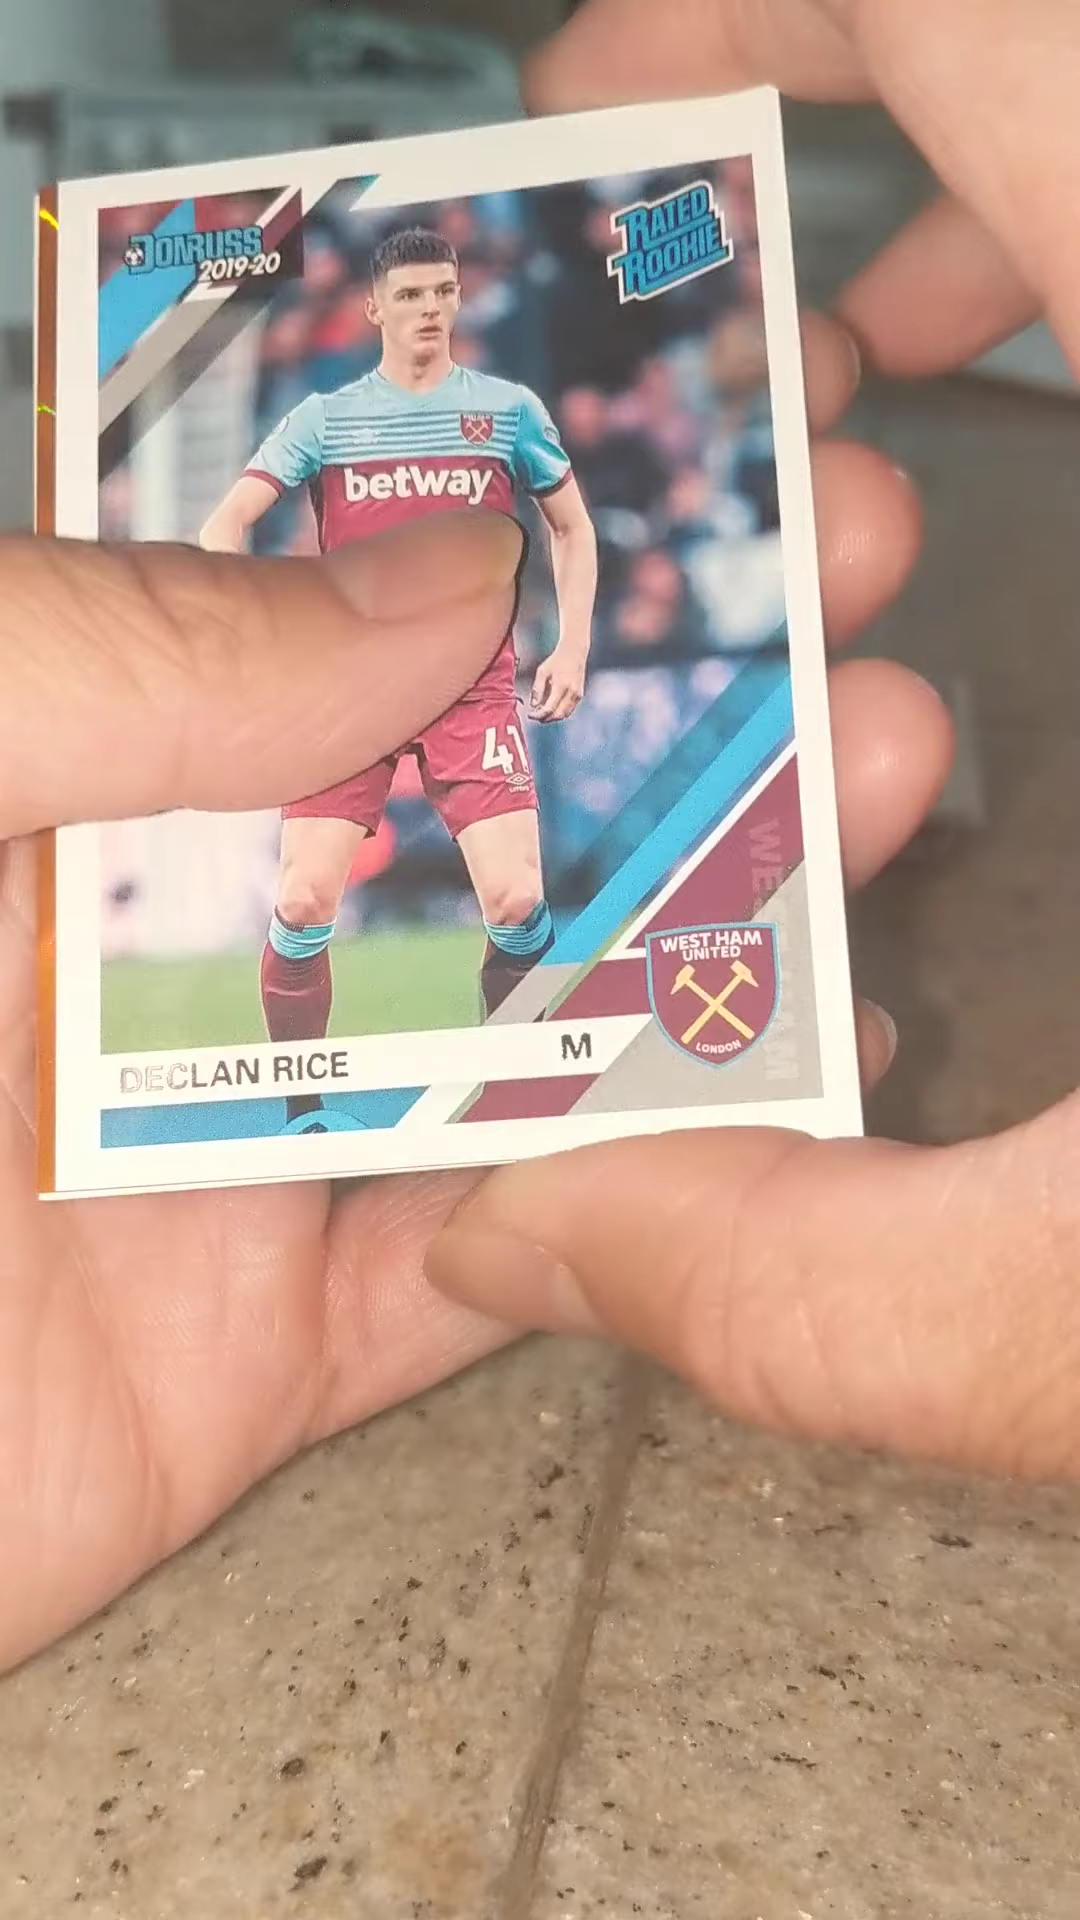 DONRUSS
2019-20
RATED
ROOKIE
betway
41
WEST HAM
UNITED
LONDON
DECLAN RICE
M